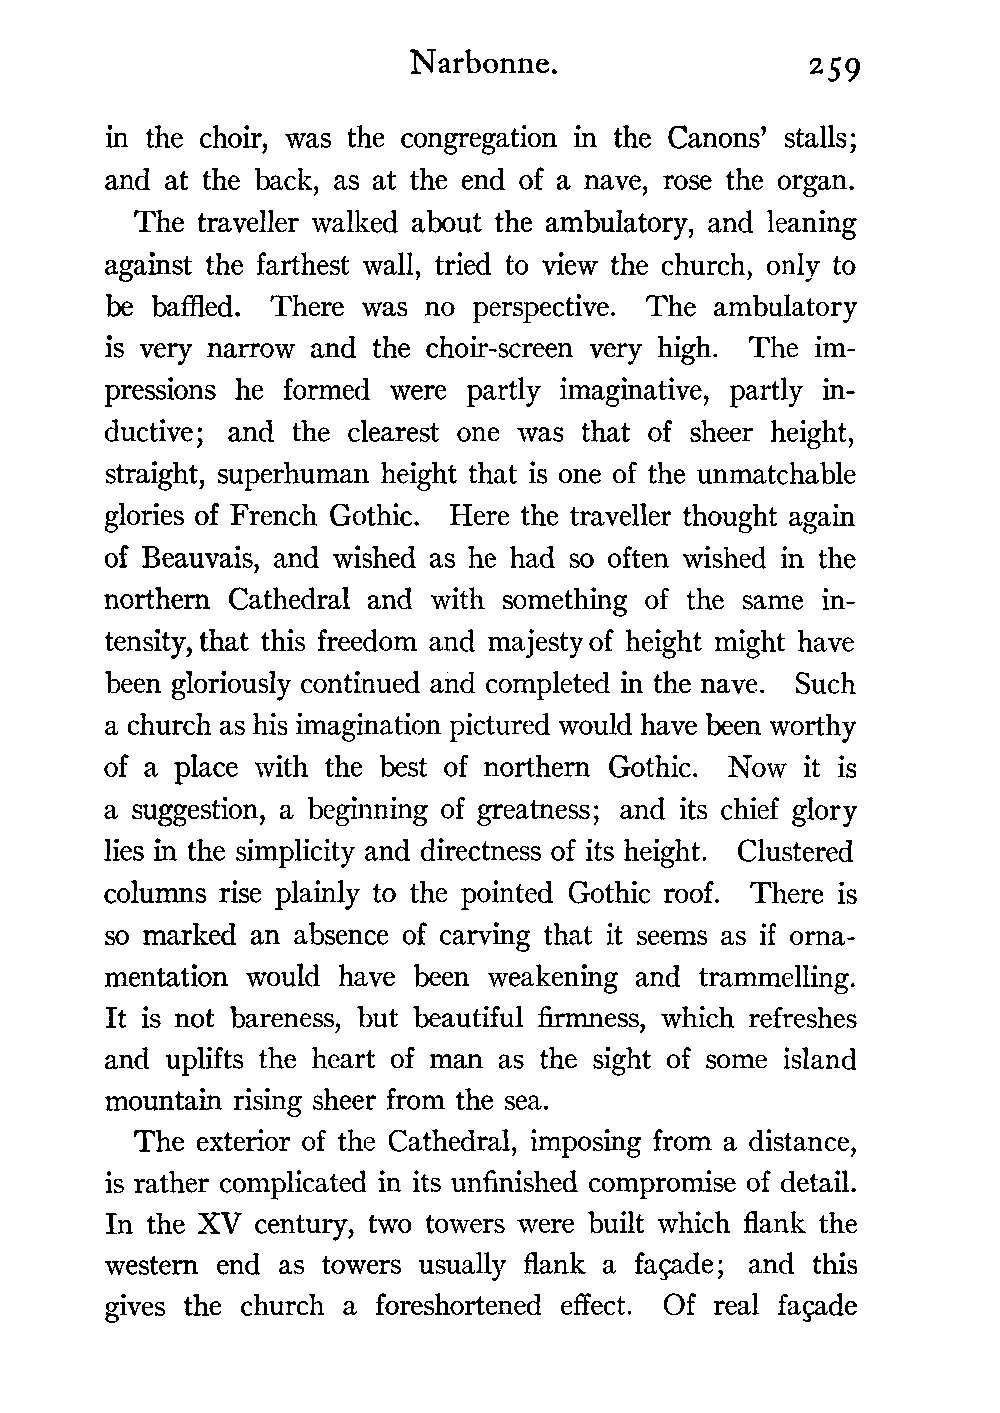 Narbonne. 259
in the choir, was the congregation in the Canons' stalls;
and at the back, as at the end of a nave, rose the organ.
The traveller walked about the ambulatory, and leaning
against the farthest wall, tried to view the church, only to
be baffled. There was no perspective. The ambulatory
is very narrow and the choir-screen very high. The im-
pressions he formed were partly imaginative, partly in-
ductive; and the clearest one was that of sheer height,
straight, superhuman height that is one of the unmatchable
glories of French Gothic. Here the traveller thought again
of Beauvais, and wished as he had so often wished in the
northern Cathedral and with something of the same in-
tensity, that this freedom and majesty of height might have
been gloriously continued and completed in the nave. Such
a church as his imagination pictured would have been worthy
of a place with the best of northern Gothic. Now it is
a suggestion, a beginning of greatness; and its chief glory
lies in the simplicity and directness of its height. Clustered
columns rise plainly to the pointed Gothic roof. There is
so marked an absence of carving that it seems as if orna-
mentation would have been weakening and trammelling.
It is not bareness, but beautiful firmness, which refreshes
and uplifts the heart of man as the sight of some island
mountain rising sheer from the sea.
The exterior of the Cathedral, imposing from a distance,
is rather complicated in its unfinished compromise of detail.
In the XV century, two towers were built which flank the
western end as towers usually flank a façade; and this
gives the church a foreshortened effect. Of real façade